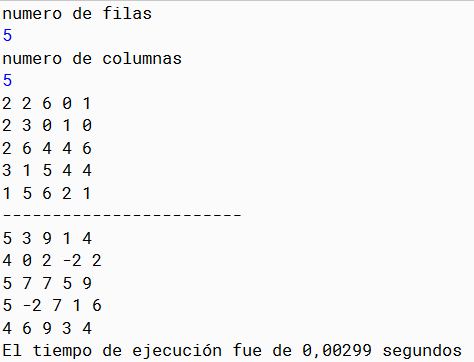 numero de filas
5
numero de columnas
5
2 2 6 0 1
2 3 0 1 0
2 6 4 4 6
3 1 5 4 4
1 5 6 2 1
------------------------
5 3 9 1 4
4 0 2 -2 2
5 7 7 5 9
5 -2 7 1 6
4 6 9 3 4
El tiempo de ejecución fue de 0,00299 segundos